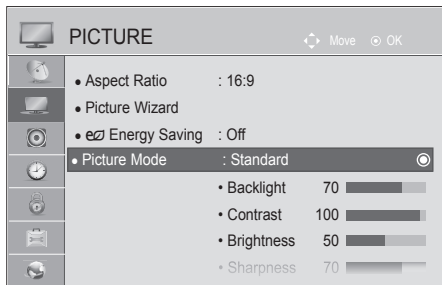 PICTURE Move OK
• Aspect Ratio : 16:9
• Picture Wizard
• Energy Saving : Off
• Picture Mode : Standard
• Backlight 70
• Contrast 100
• Brightness 50
• Sharpness 70